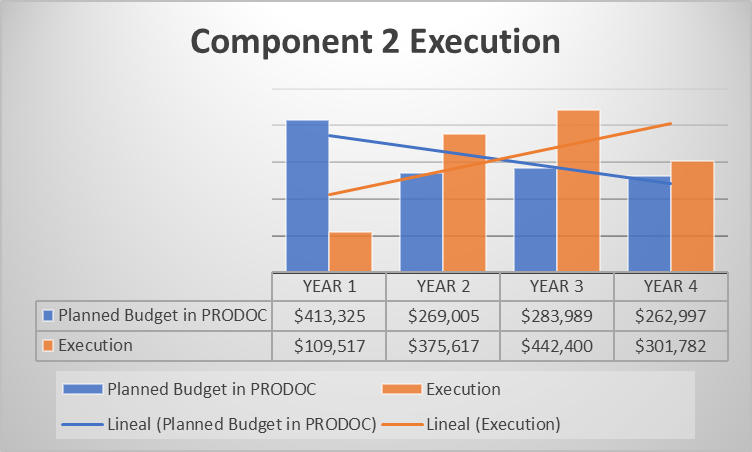 Component 2 Execution
YEAR 1 YEAR 2 YEAR 3 YEAR 4
Planned Budget in PRODOC $413,325 $269,005 $283,989 $262,997
Execution $109,517 $375,617 $442,400 $301,782
Planned Budget in PRODOC Execution
Lineal (Planned Budget in PRODOC) Lineal (Execution)